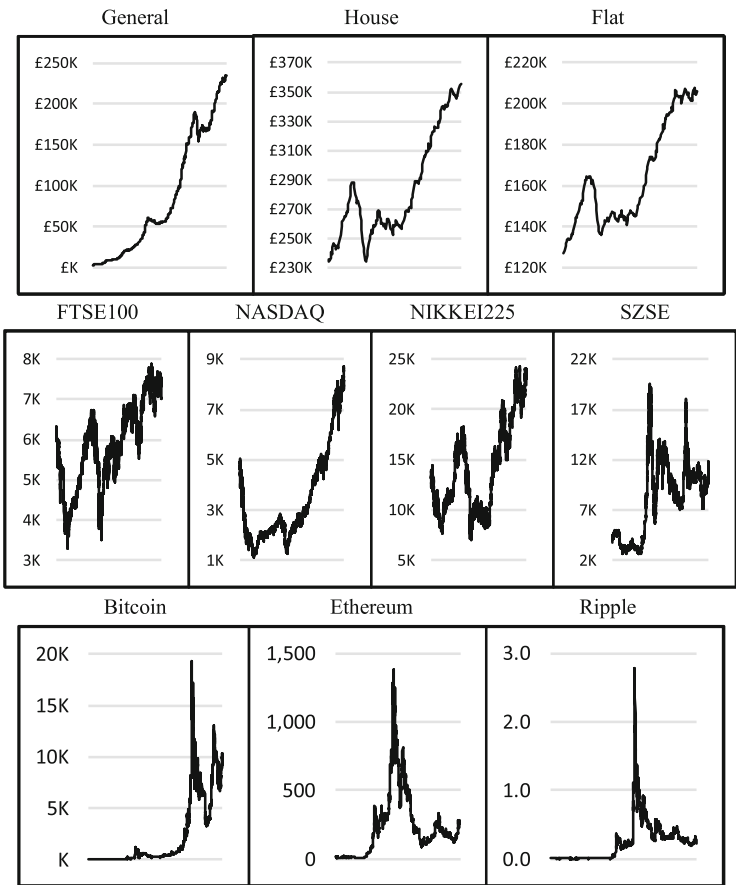 General House Flat
£250K £370K £220K
£200K £350K £200K
£330K
£150K £310K £180K
£100K £290K £160K
£270K
£50K £250K £140K
£K £230K £120K
FTSE100 NASDAQ NIKKEI225 SZSE
8K 9K 25K 22K
7K 7K 20K 17K
6K
5K 5K 15K 12K
4K 3K 10K 7K
3K 1K 5K 2K
Bitcoin Ethereum Ripple
20K 1,500 3.0
15K 1,000 2.0
10K
5K 500 1.0
K 0 0.0